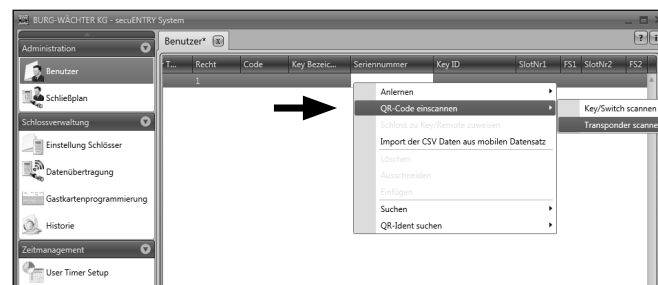 BURG-WÄCHTER KG - secuENTRY System
Administration
Benutzer
Schließplan
Schlossverwaltung
Einstellung Schlösser
Datenübertragung
Gastkartenprogrammierung
Historie
Zeitmanagement
User Timer Setup
Benutzer*
T... Recht Code Key Bezeic... Seriennummer Key ID SlotNr1 FS1 SlotNr2 FS2
1
Anlernen
QR-Code einscannen
Schloss zu Key/Remote zuweisen
Import der CSV Daten aus mobilen Datensatz
Löschen
Ausschneiden
Einfügen
Suchen
QR-Ident suchen
Key/Switch scannen
Transponder scanne